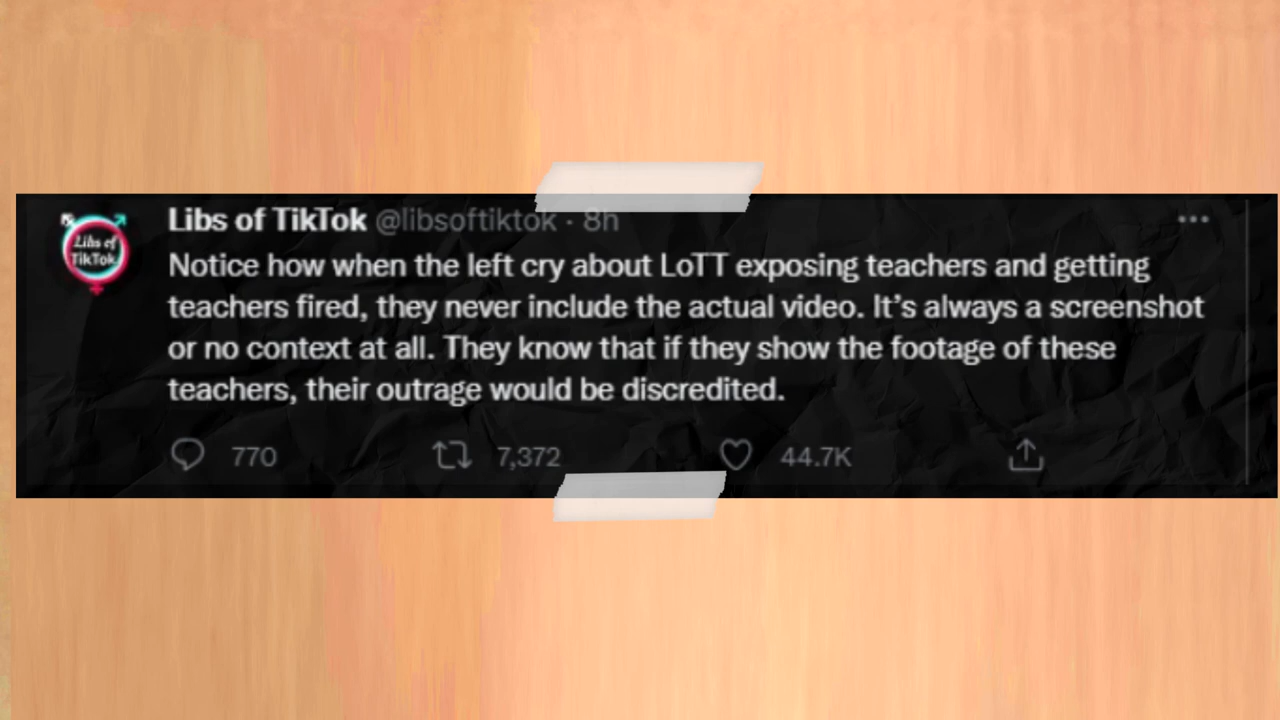 Libs of TikTok
Libs of TikTok @libsoftiktok · 8h
Notice how when the left cry about LoTT exposing teachers and getting
teachers fired, they never include the actual video. It’s always a screenshot
or no context at all. They know that if they show the footage of these
teachers, their outrage would be discredited.
770 7,372 44.7K